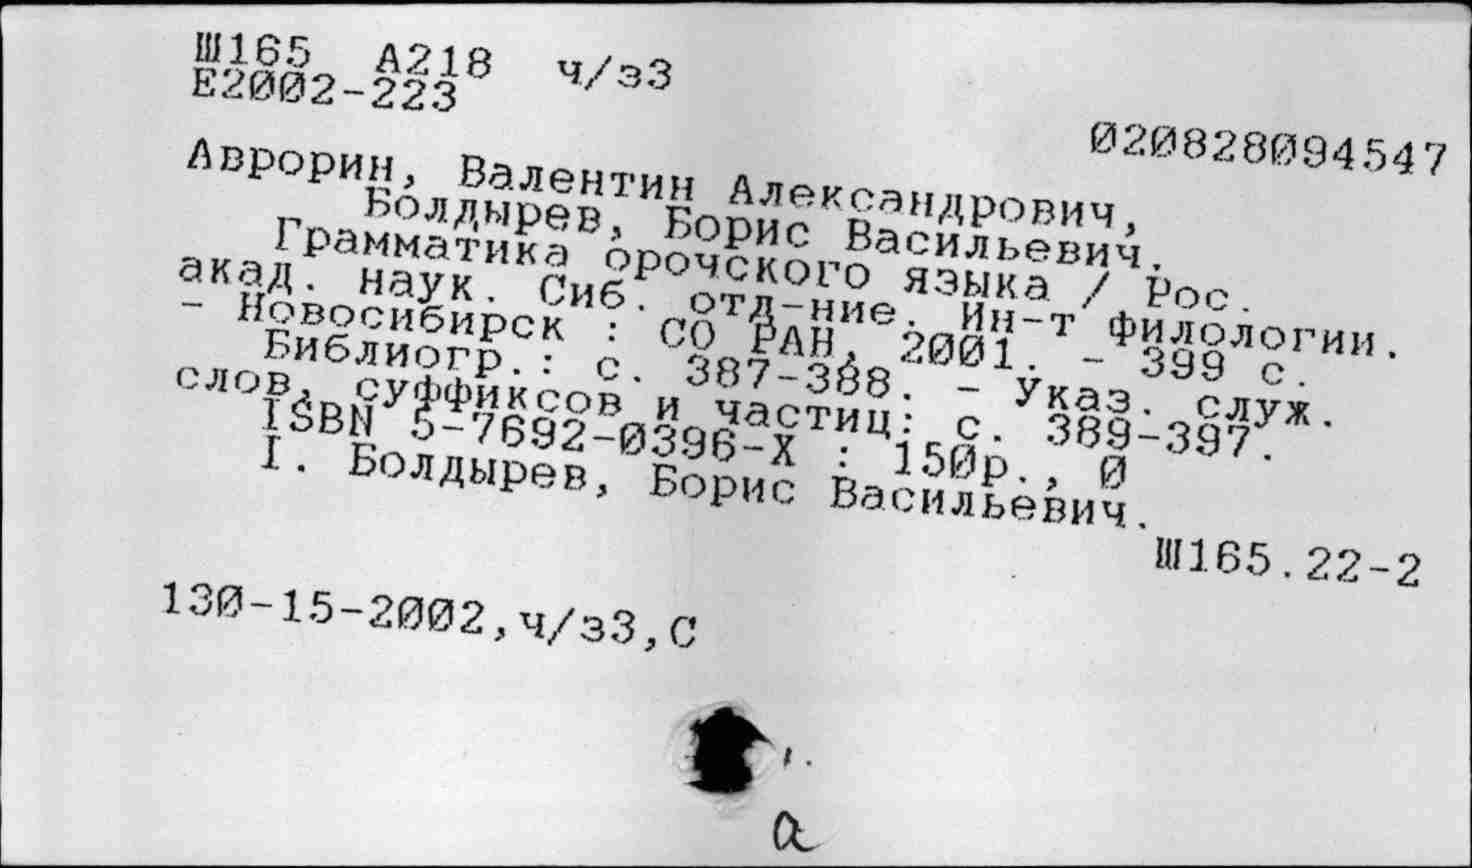 Ш165 А218 ч/з3
Е2002-223
020828094547
Аврорин, Валентин Александрович,
Болдырев, Борис Васильевич.
Грамматика орочского языка / Рос.
акад. наук. Сиб. отд-ние. Ин-т филологии.
- Новосибирск : СО РАН, 2001. - 399 с.
Библиогр.: с. 387-388. - Указ. служ.
слов, суффиксов и частиц: с. 389-397.
ISBN 5-7692-0396-X : 150р., 0
I. Болдырев, Борис Васильевич.
Ш165.22-2
130-15-2002,ч/з3,С